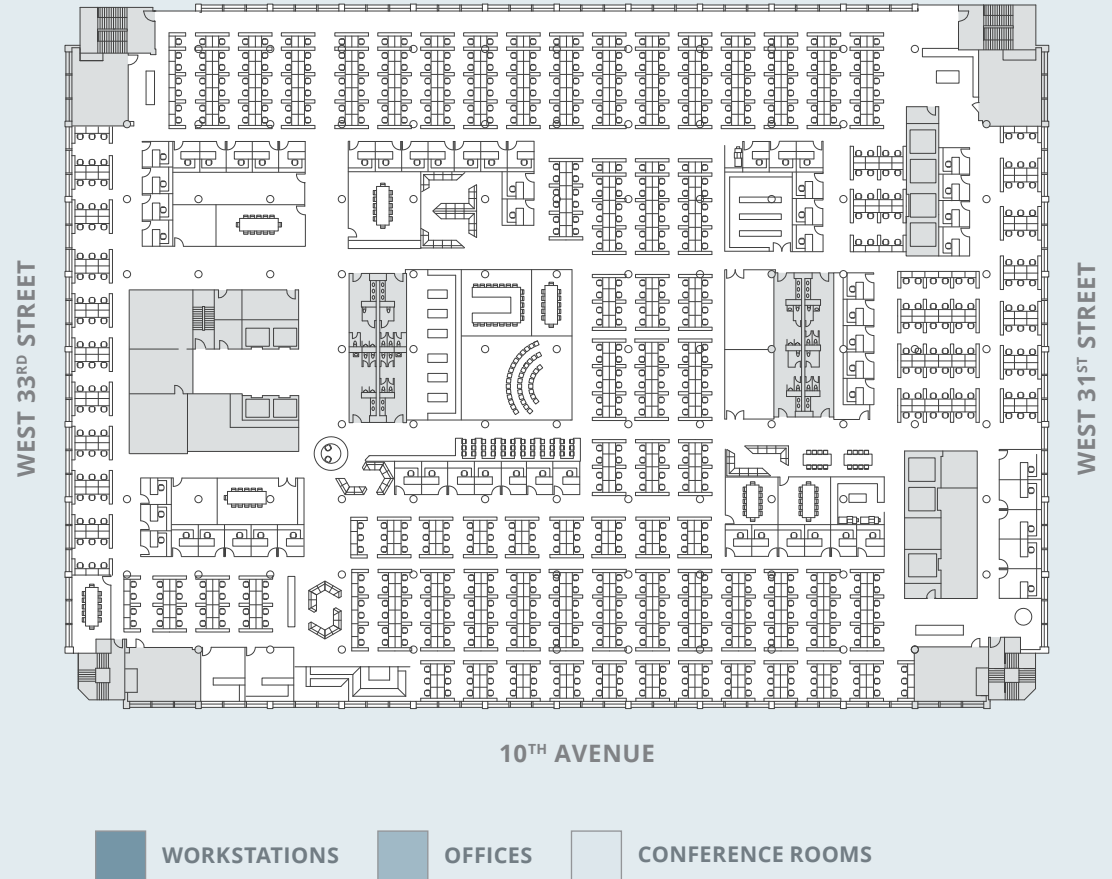 WEST 33RD STREET
WEST 31ST STREET
10TH AVENUE
WORKSTATIONS
OFFICES
CONFERENCE ROOMS